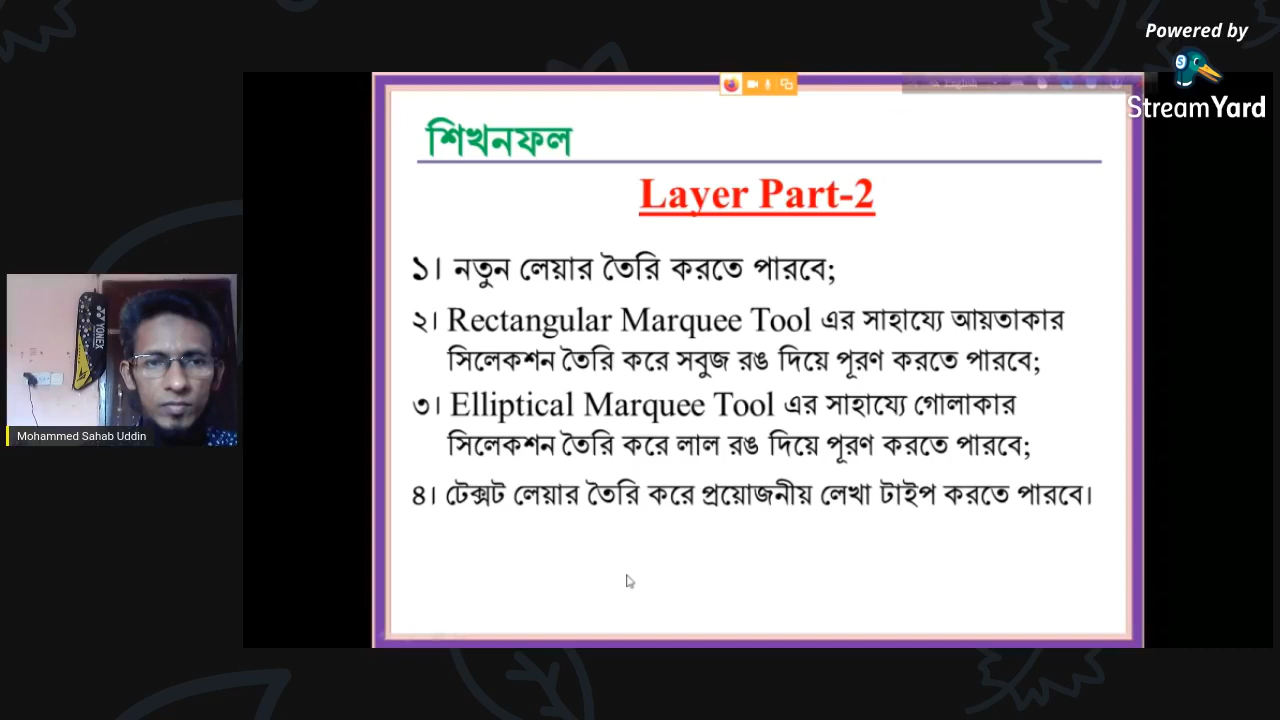 Powered by
StreamYard
শিখনফল
Layer Part-2
১। নতুন লেয়ার তৈরি করতে পারবে;
২। Rectangular Marquee Tool এর সাহায্যে আয়তাকার
সিলেকশন তৈরি করে সবুজ রঙ দিয়ে পূরণ করতে পারবে;
৩। Elliptical Marquee Tool এর সাহায্যে গোলাকার
সিলেকশন তৈরি করে লাল রঙ দিয়ে পূরণ করতে পারবে;
৪। টেক্সট লেয়ার তৈরি করে প্রয়োজনীয় লেখা টাইপ করতে পারবে।
YONEX
Mohammed Sahab Uddin
English